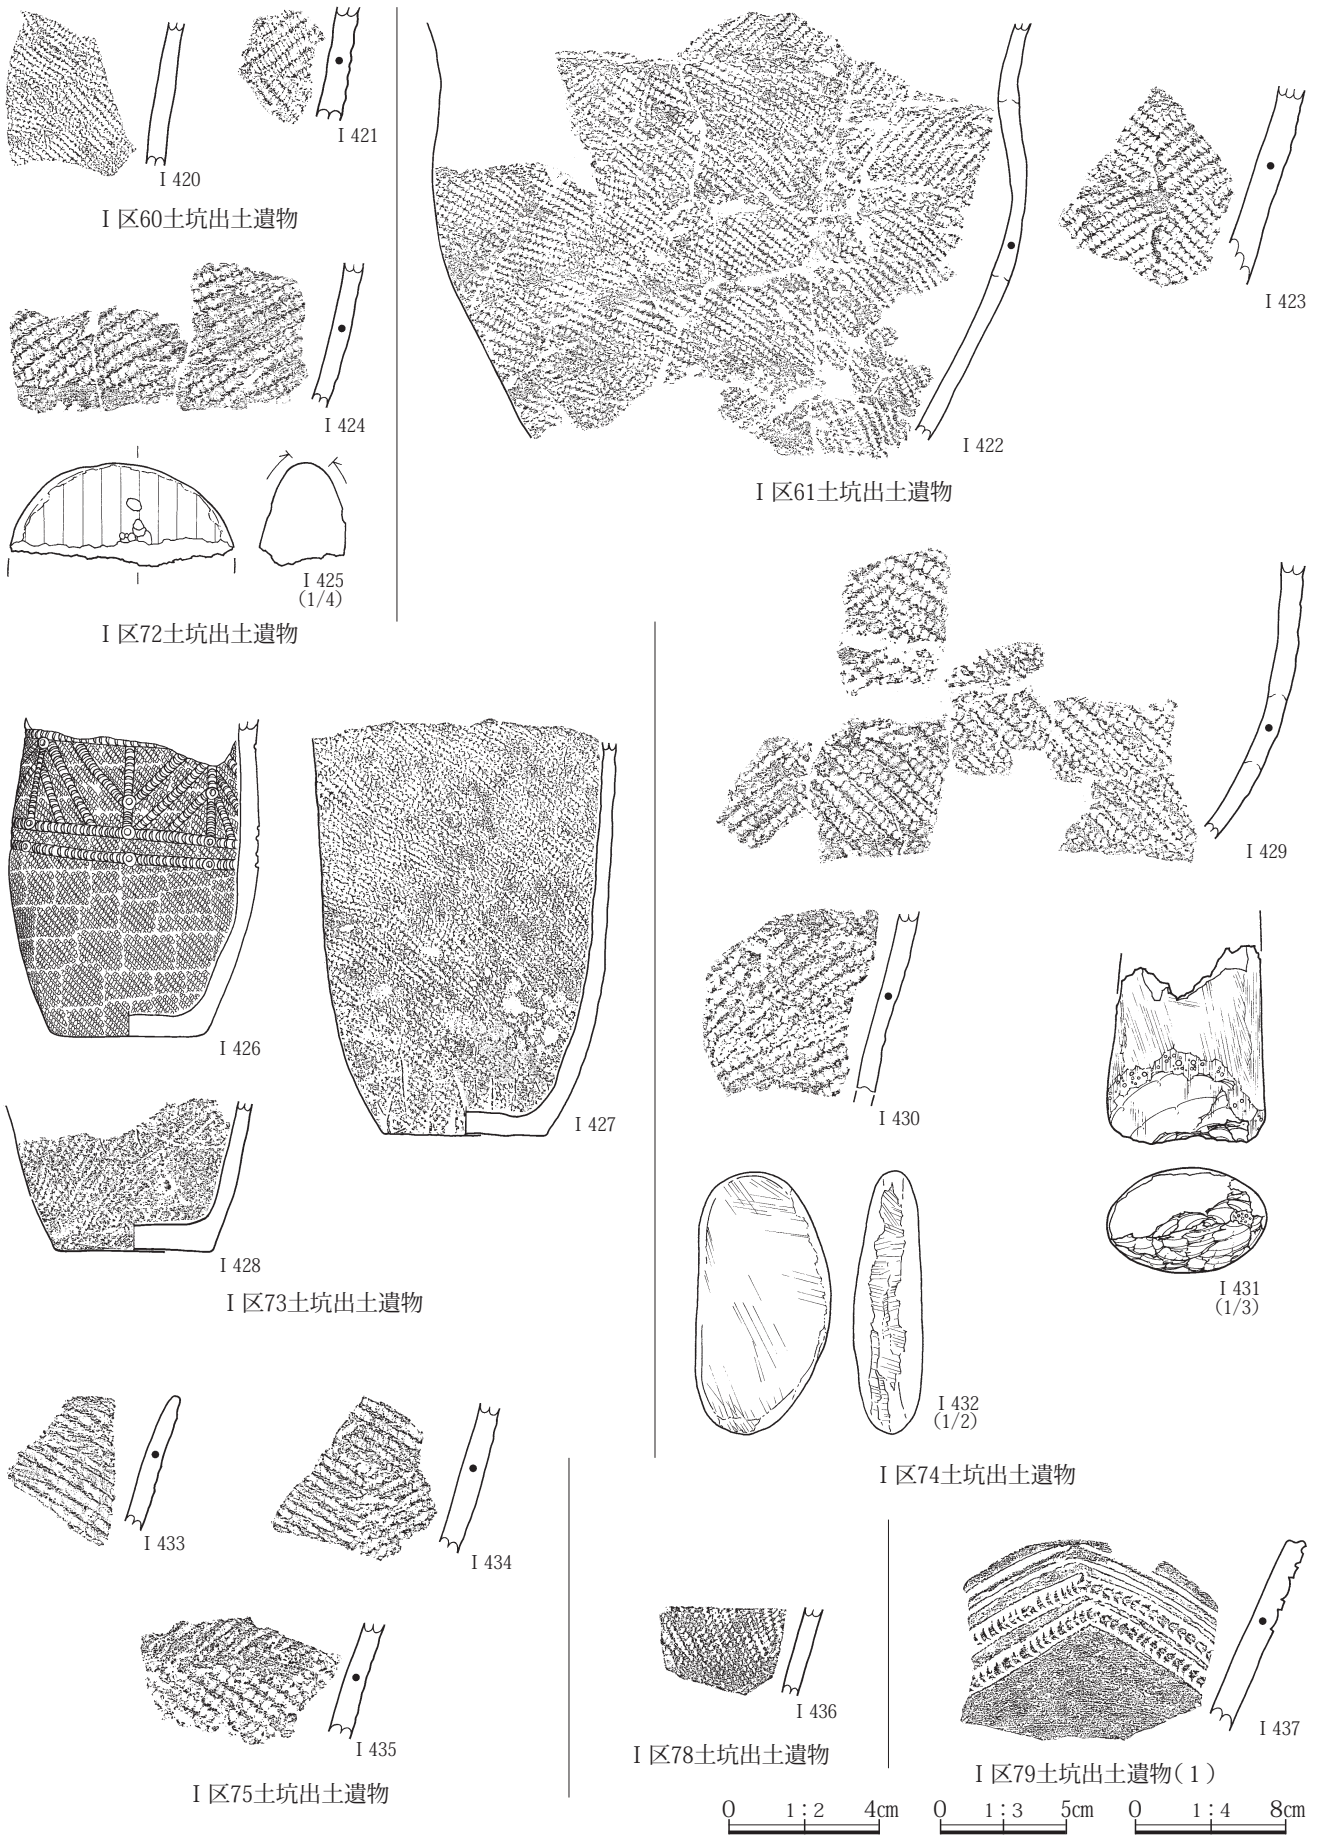 Ⅰ 420
Ⅰ 421
Ⅰ 区60土坑出土遺物
Ⅰ 422
Ⅰ 423
Ⅰ 区61土坑出土遺物
Ⅰ 424
Ⅰ 425
(1/4)
Ⅰ 区72土坑出土遺物
Ⅰ 426
Ⅰ 427
Ⅰ 428
Ⅰ 区73土坑出土遺物
Ⅰ 429
Ⅰ 430
Ⅰ 431
(1/3)
Ⅰ 432
(1/2)
Ⅰ 区74土坑出土遺物
Ⅰ 433
Ⅰ 434
Ⅰ 435
Ⅰ 区75土坑出土遺物
Ⅰ 436
Ⅰ 区78土坑出土遺物
Ⅰ 437
Ⅰ 区79土坑出土遺物(１)
0 1：2 4cm
0 1：3 5cm
0 1：4 8cm